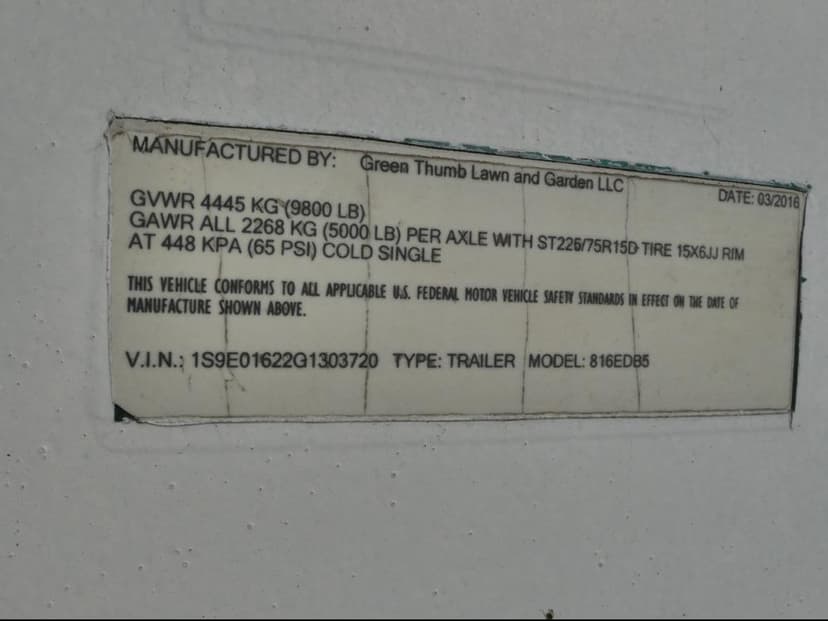 MANUFACTURED BY: Green Thumb Lawn and Garden LLC DATE: 03/2016
GVWR 4445 KG (9800 LB)
GAWR ALL 2268 KG (5000 LB) PER AXLE WITH ST226/75R15D TIRE 15X6JJ RIM
AT 448 KPA (65 PSI) COLD SINGLE
THIS VEHICLE CONFORMS TO ALL APPLICABLE U.S. FEDERAL MOTOR VEHICLE SAFETY STANDARDS IN EFFECT ON THE DATE OF
MANUFACTURE SHOWN ABOVE.
V.I.N.: 1S9E01622G1303720 TYPE: TRAILER MODEL: 816EDB5